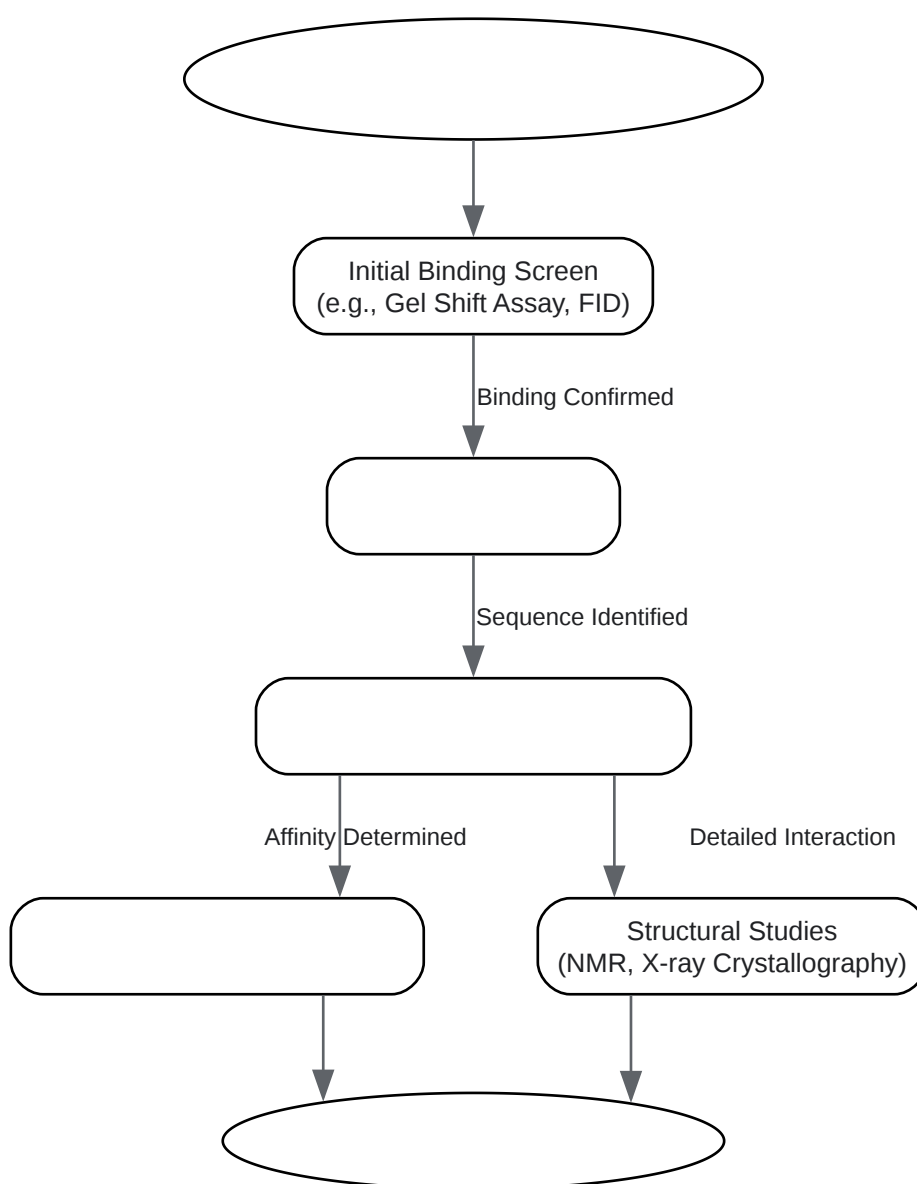 Initial Binding Screen
(e.g., Gel Shift Assay, FID)
Binding Confirmed
Sequence Identified
Affinity Determined
Detailed Interaction
Structural Studies
(NMR, X-ray Crystallography)